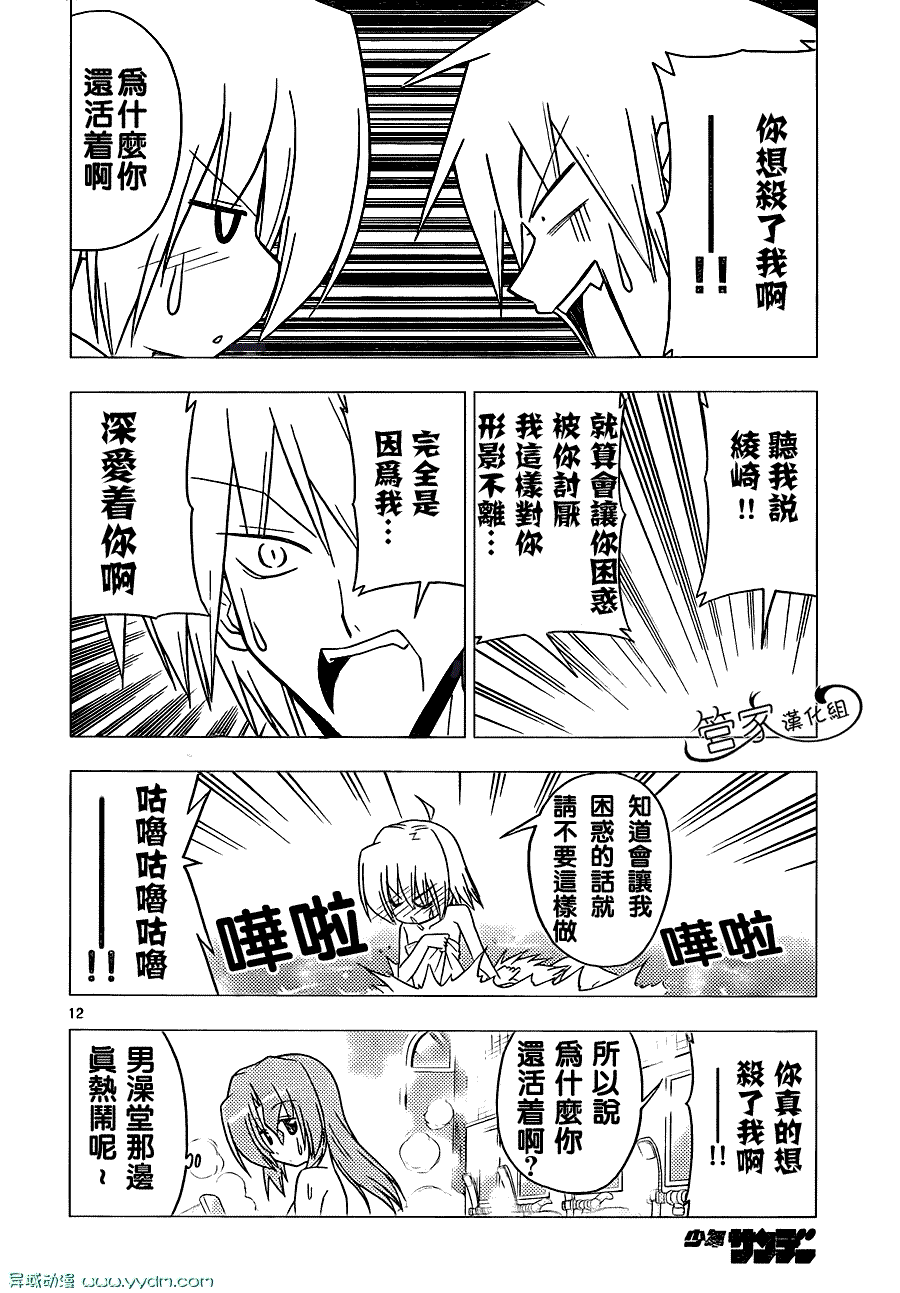 你想殺了我啊
——!!
為什麼你
還活着啊
聽我說
綾崎!!
就算會讓你困惑
被你討厭
我這樣對你
形影不離…
完全是
因為我…
深愛着你啊
管家漢化組
知道會讓我
困惑的話就
請不要這樣做
嘩啦
嘩啦
咕嚕咕嚕咕嚕
——!!
12
你真的想
殺了我啊
——!!
所以說
為什麼你
還活着啊?
男澡堂那邊
真熱鬧呢~
少年サンデー
异域动漫 www.yydm.com